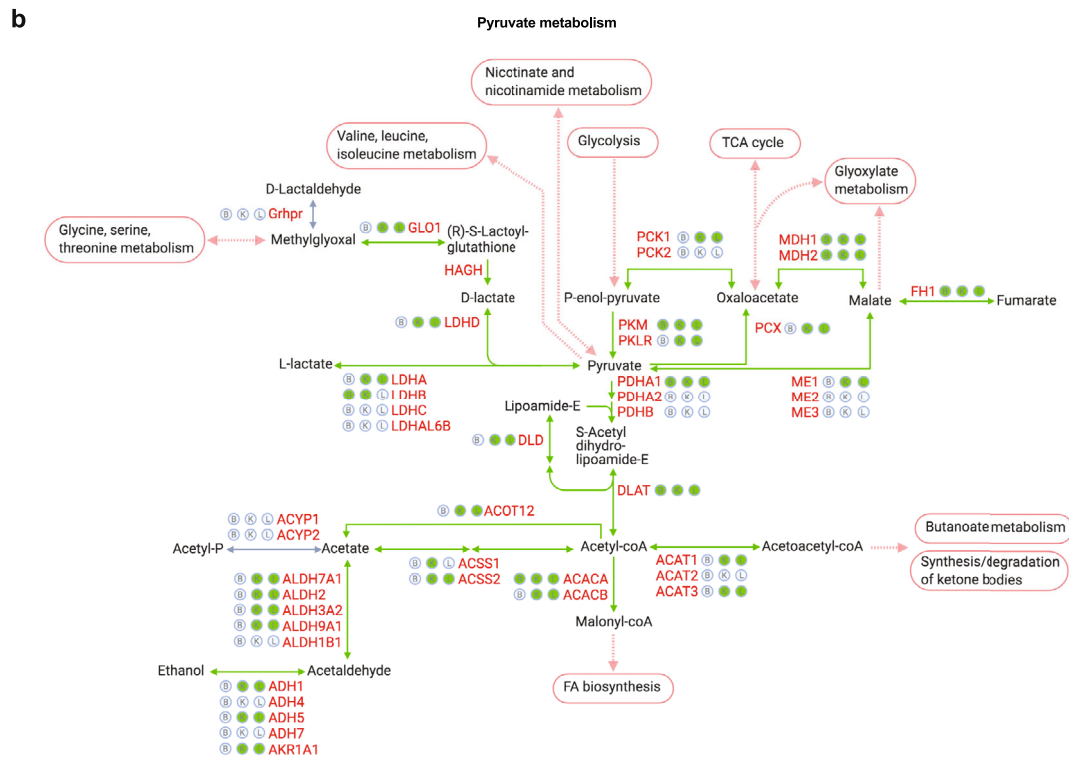 b
Pyruvate metabolism
Nicotinate and
nicotinamide metabolism
Valine, leucine,
isoleucine metabolism
Glycolysis
TCA cycle
Glyoxylate
metabolism
D-Lactaldehyde
B K L Grhpr
Glycine, serine,
threonine metabolism
Methylglyoxal
B K L GLO1
(R)-S-Lactoyl-
glutathione
HAGH
PCK1 B K L
PCK2 B K L
MDH1 B K L
MDH2 B K L
D-lactate
P-enol-pyruvate
Oxaloacetate
Malate
FH1 B K L
Fumarate
B K L LDHD
PKM B K L
PKLR B K L
PCX B K L
L-lactate
Pyruvate
B K L LDHA
B K L LDHB
B K L LDHC
B K L LDHAL6B
PDHA1 B K L
PDHA2 B K L
PDHB B K L
ME1 B K L
ME2 B K L
ME3 B K L
Lipoamide-E
S-Acetyl
dihydro-
lipoamide-E
B K L DLD
DLAT B K L
B K L ACOT12
B K L ACYP1
B K L ACYP2
Acetyl-P
Acetate
Acetyl-coA
Acetoacetyl-coA
Butanoate metabolism
Synthesis/degradation
of ketone bodies
B K L ACSS1
B K L ACSS2
B K L ACACA
B K L ACACB
ACAT1 B K L
ACAT2 B K L
ACAT3 B K L
B K L ALDH7A1
B K L ALDH2
B K L ALDH3A2
B K L ALDH9A1
B K L ALDH1B1
Malonyl-coA
Ethanol
Acetaldehyde
FA biosynthesis
B K L ADH1
B K L ADH4
B K L ADH5
B K L ADH7
B K L AKR1A1